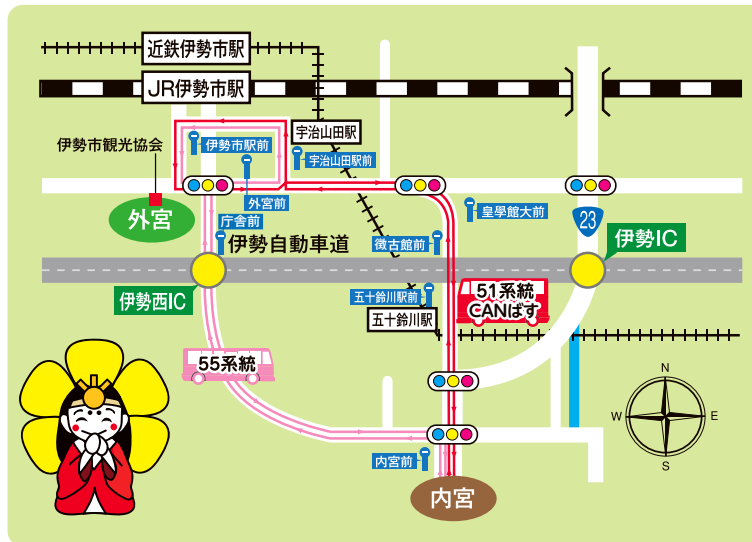 近鉄伊勢市駅
JR伊勢市駅
宇治山田駅
伊勢市観光協会
伊勢市駅前
宇治山田駅前
外宮
外宮前
皇學館大前
庁舎前
23
伊勢自動車道
徴古館前
伊勢IC
伊勢西IC
五十鈴川駅前
51系統
CANばす
五十鈴川駅
55系統
N
W
E
S
内宮前
内宮